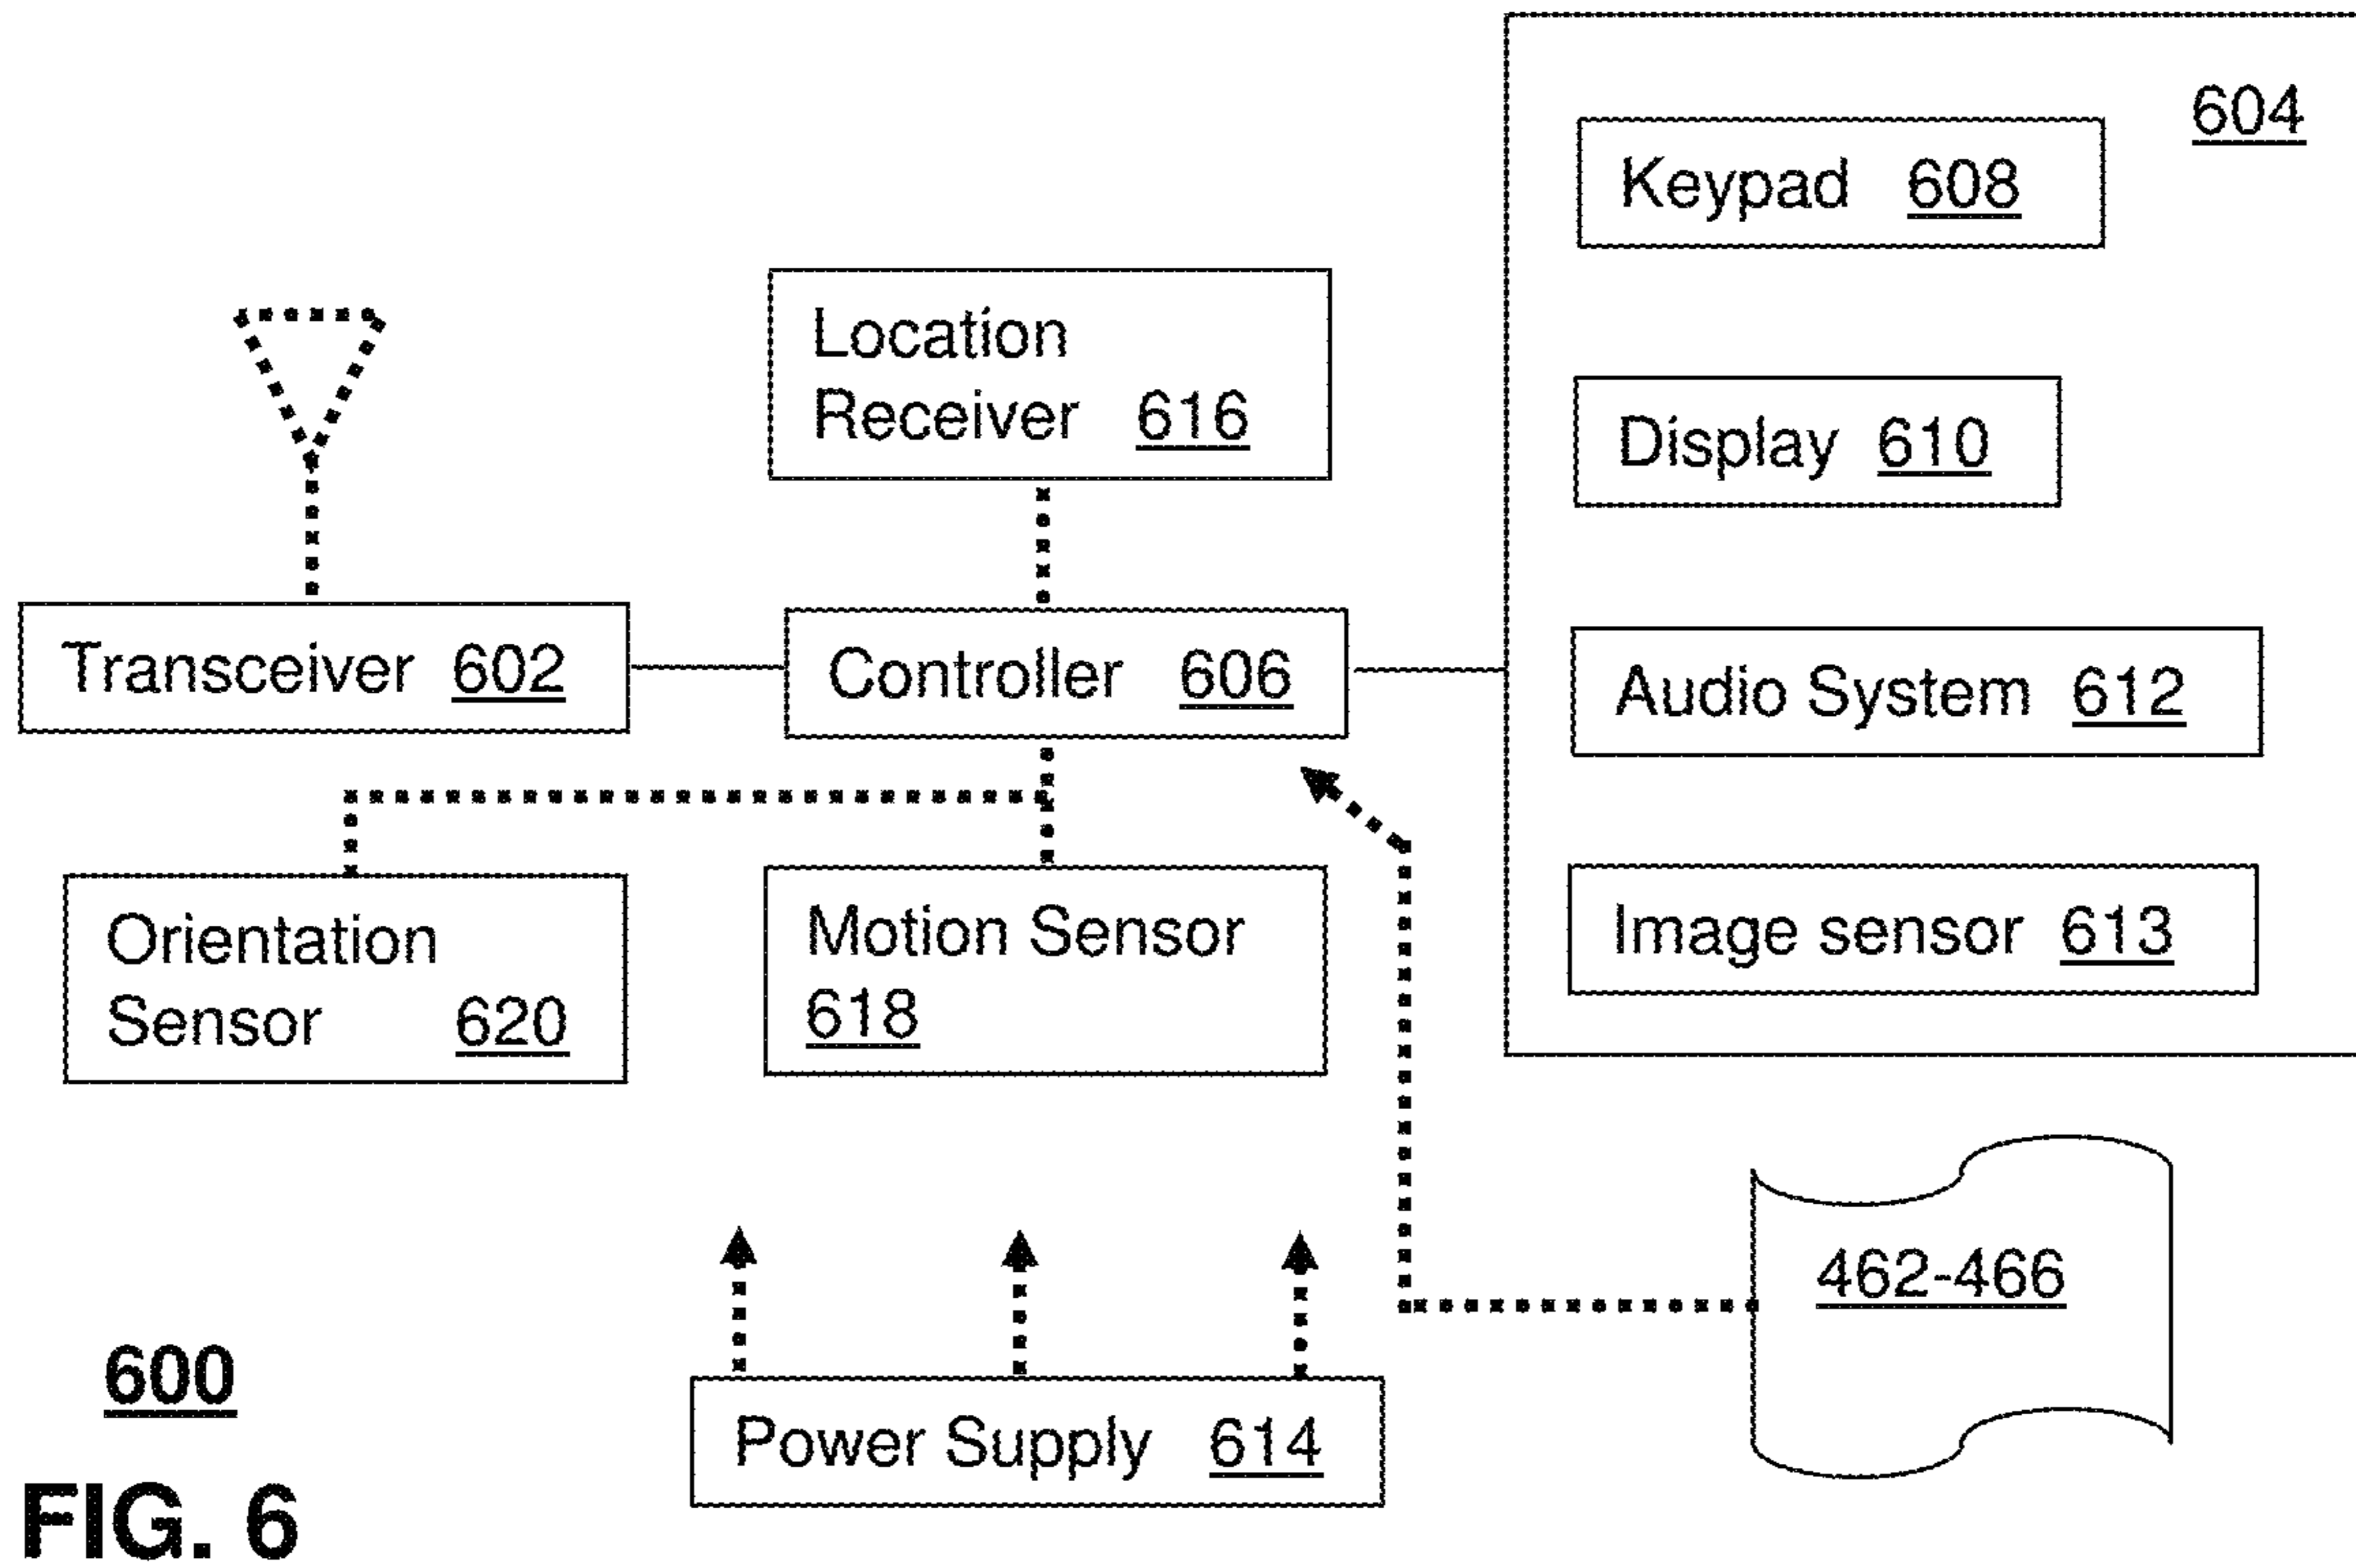 604
Keypad 608
Location
Receiver 616
Display 610
Transceiver 602
Controller 606
Audio System 612
Orientation
Sensor 620
Motion Sensor
618
Image sensor 613
462-466
600
Power Supply 614
FIG. 6